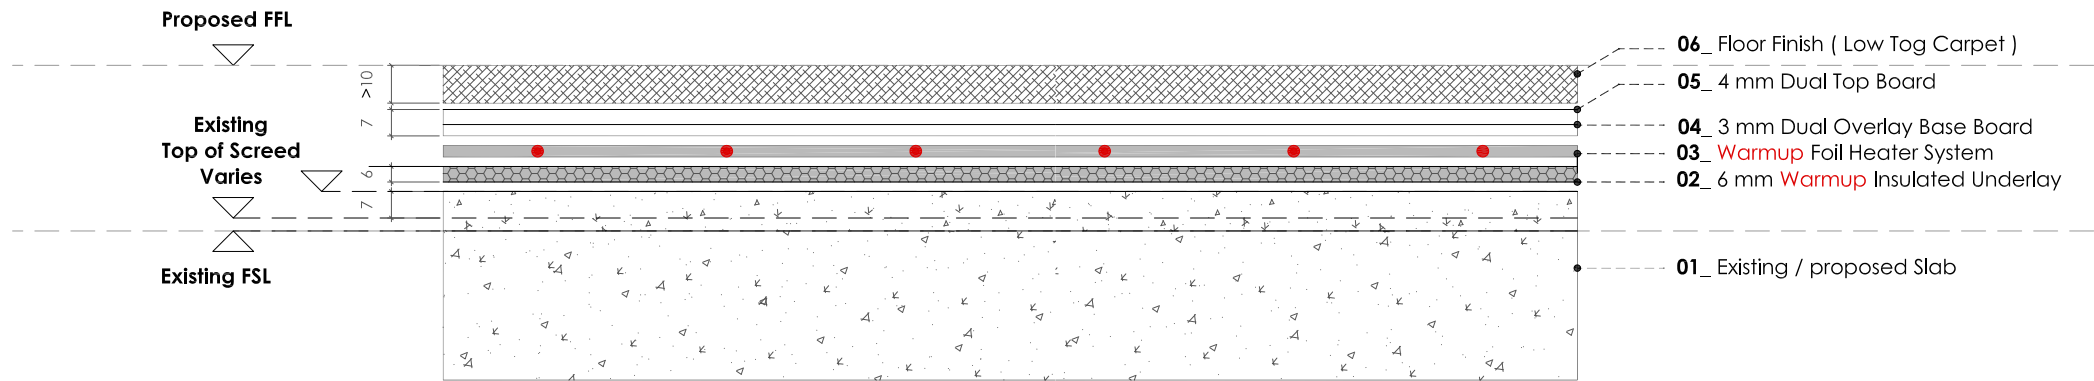 Proposed FFL
>10
7
Existing
Top of Screed
Varies
6
7
Existing FSL
06_ Floor Finish ( Low Tog Carpet )
05_ 4 mm Dual Top Board
04_ 3 mm Dual Overlay Base Board
03_ Warmup Foil Heater System
02_ 6 mm Warmup Insulated Underlay
01_ Existing / proposed Slab